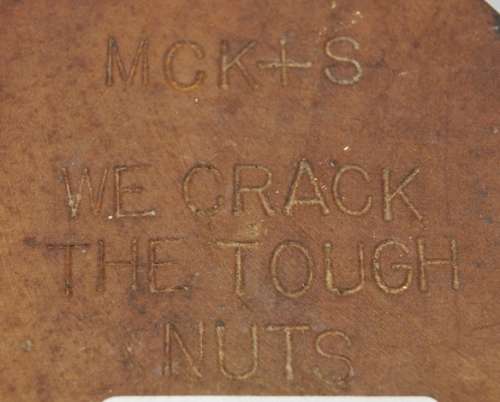 MCK+S
WE CRACK
THE TOUGH
NUTS